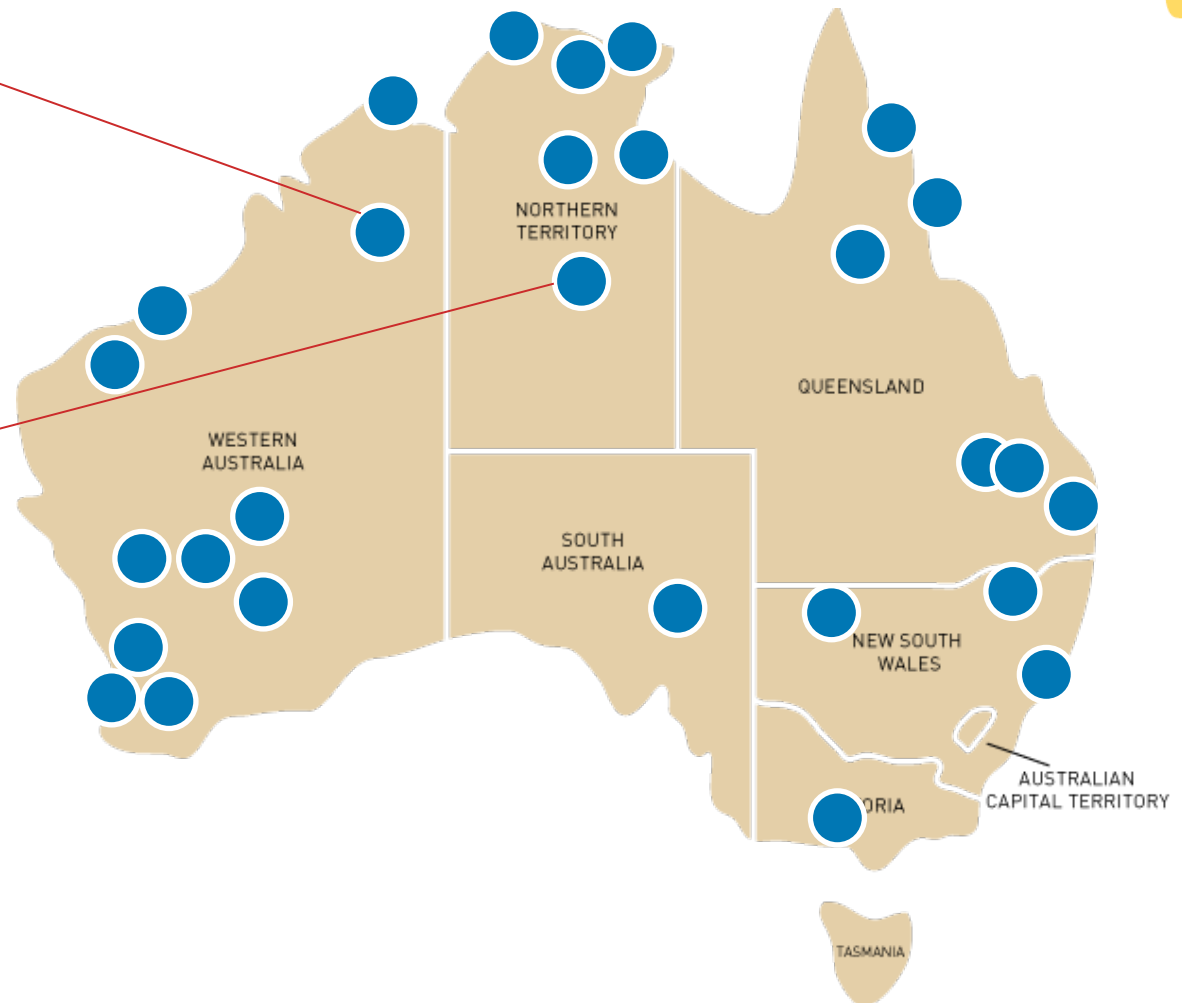 NORTHERN
TERRITORY
QUEENSLAND
WESTERN
AUSTRALIA
SOUTH
AUSTRALIA
NEW SOUTH
WALES
AUSTRALIAN
CAPITAL TERRITORY
ORIA
TASMANIA